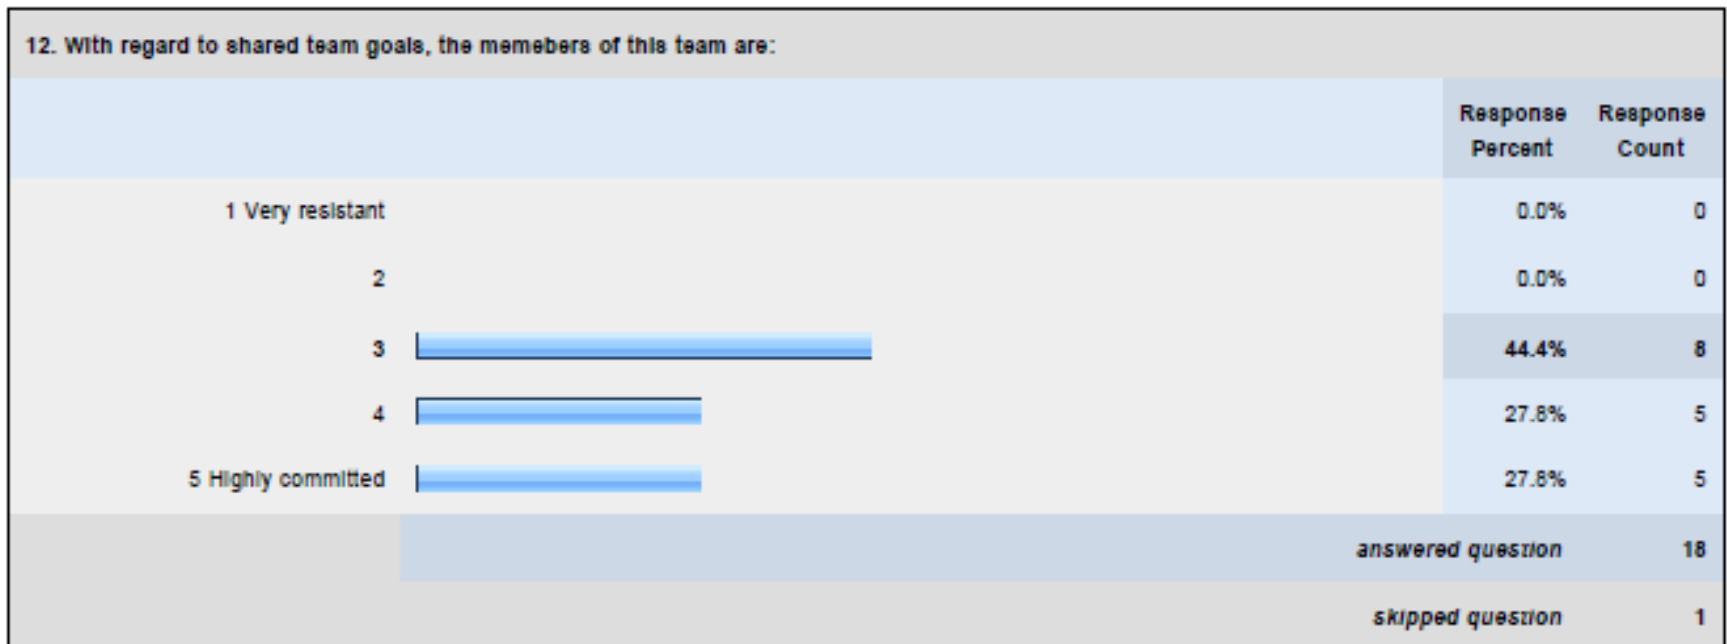 12. With regard to shared team goals, the memebers of this team are:
Response Percent
Response Count
1 Very resistant 0.0% 0
2 0.0% 0
3 44.4% 8
4 27.8% 5
5 Highly committed 27.8% 5
answered question 18
skipped question 1